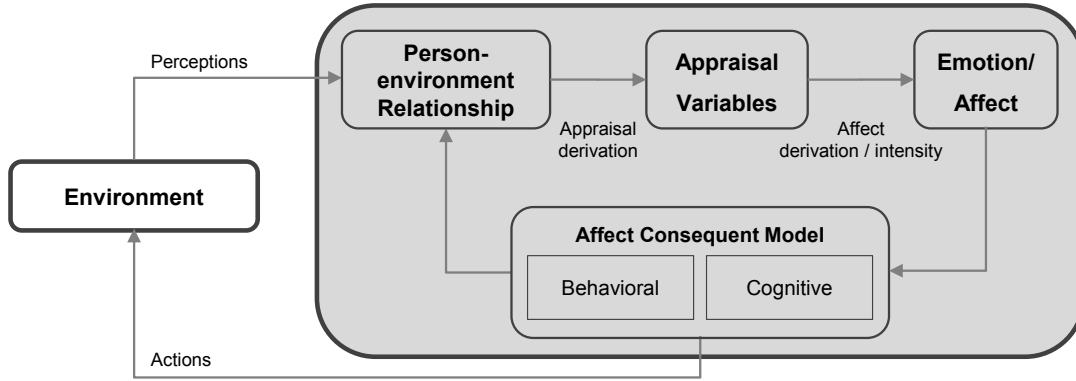 Perceptions
Person-
environment
Relationship
Appraisal
Variables
Emotion/
Affect
Appraisal
derivation
Affect
derivation / intensity
Environment
Affect Consequent Model
Behavioral
Cognitive
Actions